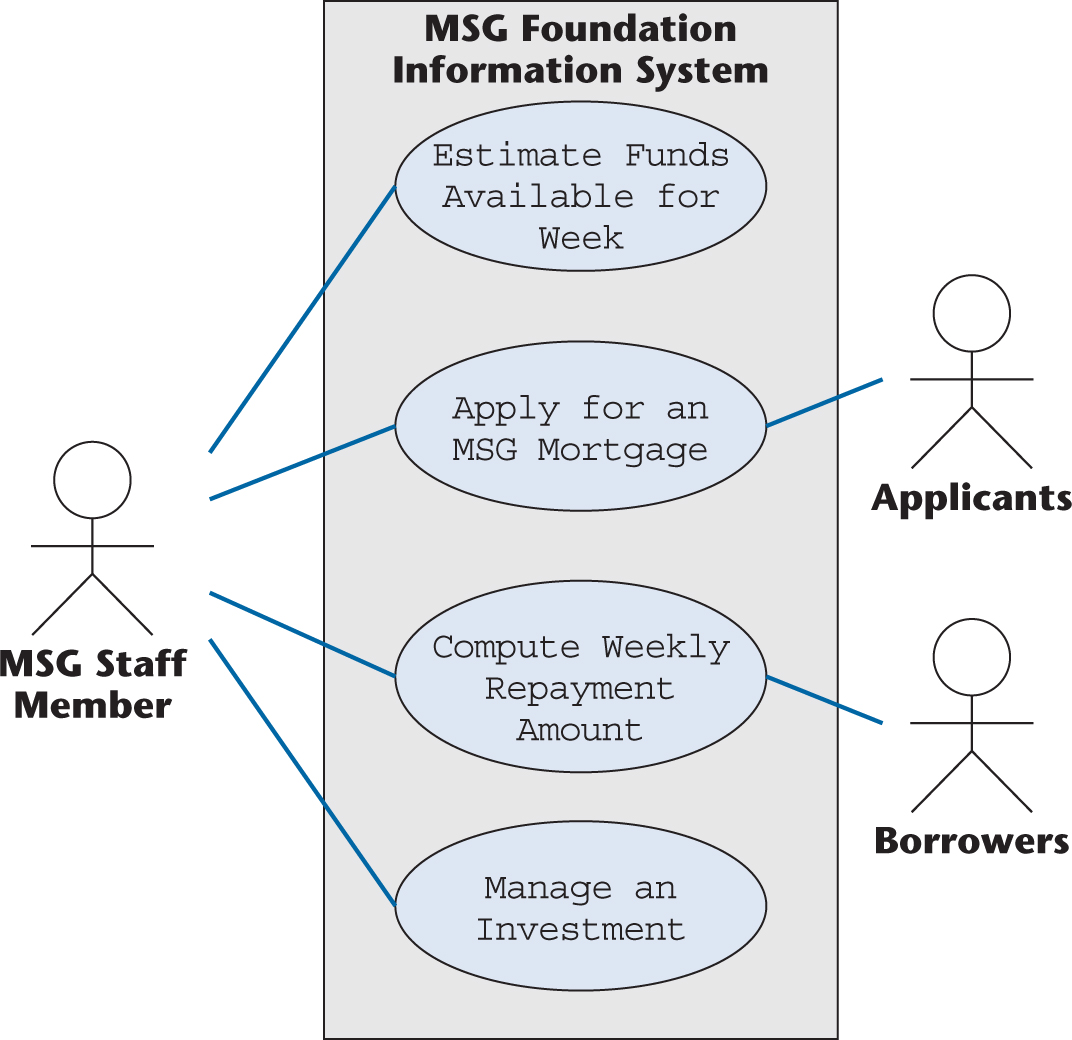 MSG Foundation
Information System
Estimate Funds
Available for
Week
Apply for an
MSG Mortgage
Applicants
MSG Staff
Member
Compute Weekly
Repayment
Amount
Borrowers
Manage an
Investment